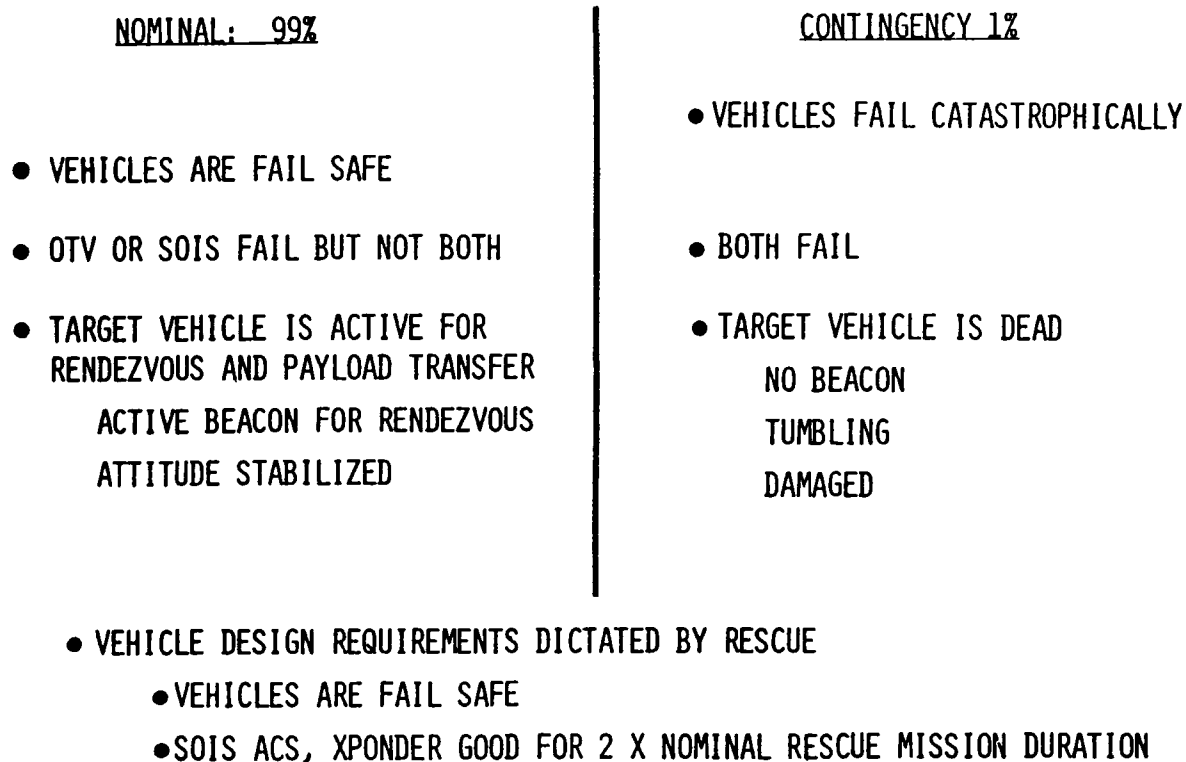 NOMINAL: 99%
● VEHICLES ARE FAIL SAFE
● OTV OR SOIS FAIL BUT NOT BOTH
● TARGET VEHICLE IS ACTIVE FOR
RENDEZVOUS AND PAYLOAD TRANSFER
ACTIVE BEACON FOR RENDEZVOUS
ATTITUDE STABILIZED
CONTINGENCY 1%
● VEHICLES FAIL CATASTROPHICALLY
● BOTH FAIL
● TARGET VEHICLE IS DEAD
NO BEACON
TUMBLING
DAMAGED
● VEHICLE DESIGN REQUIREMENTS DICTATED BY RESCUE
● VEHICLES ARE FAIL SAFE
● SOIS ACS, XPONDER GOOD FOR 2 X NOMINAL RESCUE MISSION DURATION